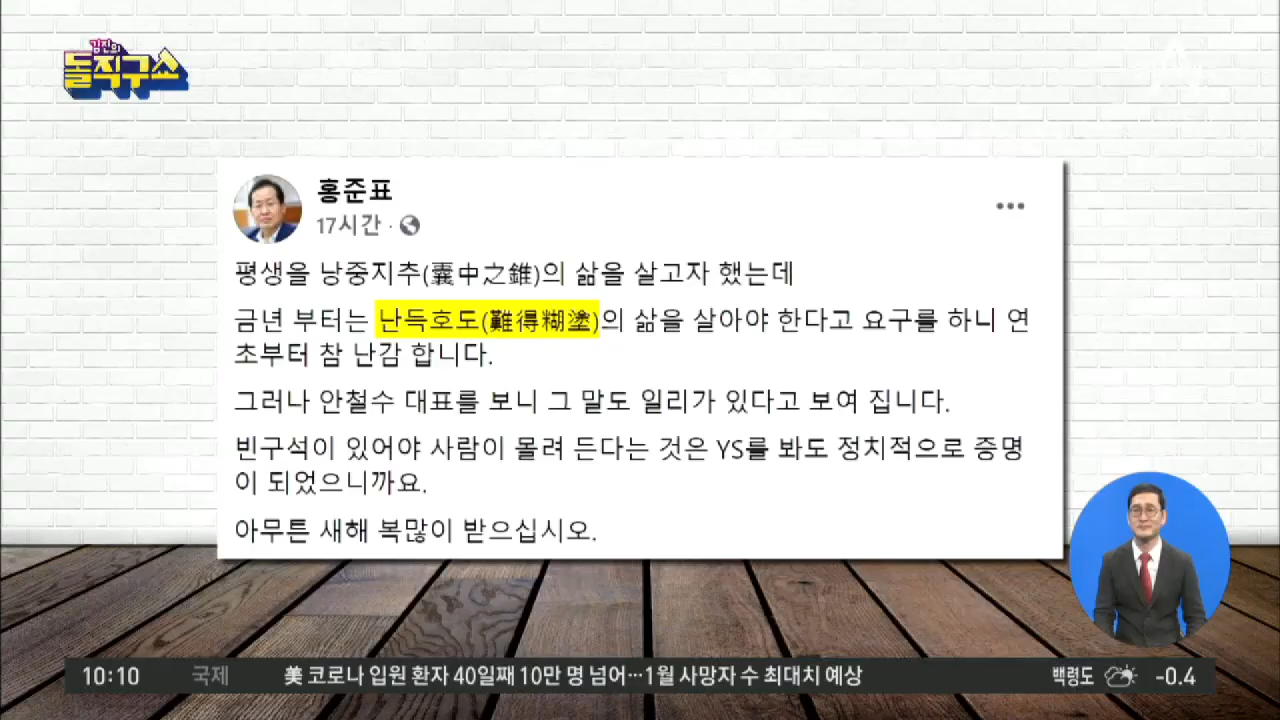 김진의
돌직구쇼
홍준표
17시간 ·
평생을 낭중지추(囊中之錐)의 삶을 살고자 했는데
금년 부터는 난득호도(難得糊塗)의 삶을 살아야 한다고 요구를 하니 연
초부터 참 난감 합니다.
그러나 안철수 대표를 보니 그 말도 일리가 있다고 보여 집니다.
빈구석이 있어야 사람이 몰려 든다는 것은 YS를 봐도 정치적으로 증명
이 되었으니까요.
아무튼 새해 복많이 받으십시오.
10:10 국제 美 코로나 입원 환자 40일째 10만 명 넘어…1월 사망자 수 최대치 예상 백령도 -0.4